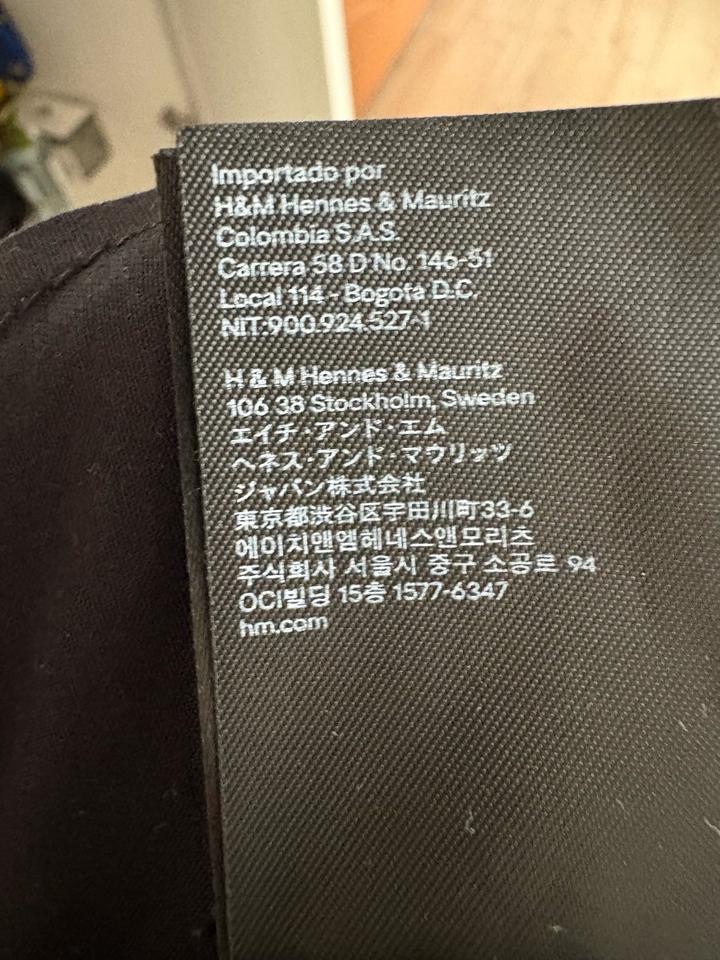 Importado por
H&M Hennes & Mauritz
Colombia S.A.S.
Carrera 58 D No. 146-51
Local 114 - Bogota D.C.
NIT:900.924.527-1
H & M Hennes & Mauritz
106 38 Stockholm, Sweden
エイチ・アンド・エム
ヘネス・アンド・マウリッツ
ジャパン株式会社
東京都渋谷区宇田川町33-6
에이치앤엠헤네스앤모리츠
주식회사 서울시 중구 소공로 94
OCI빌딩 15층 1577-6347
hm.com